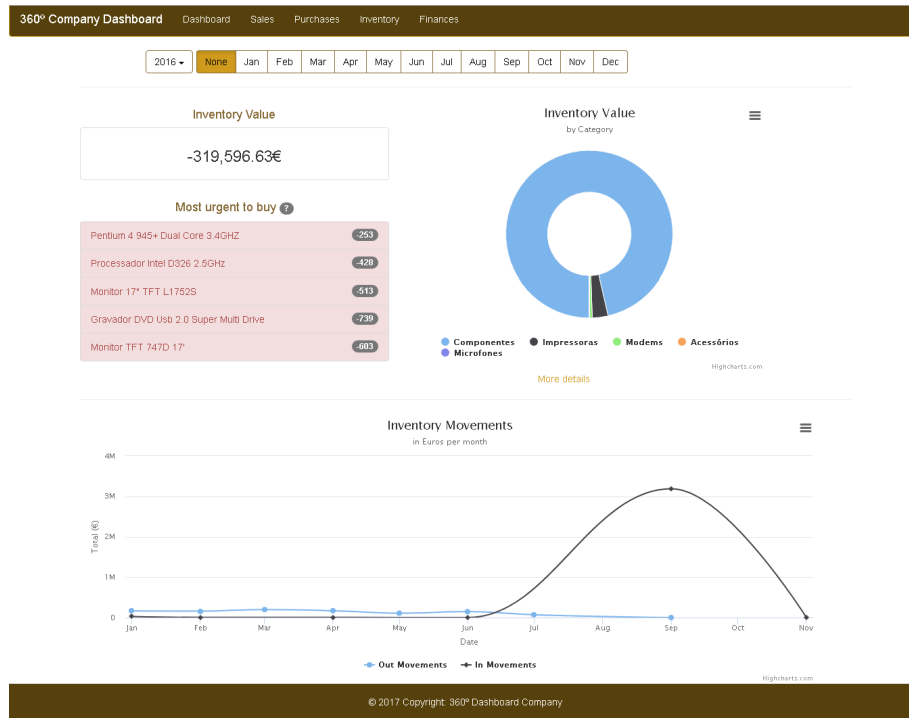 360º Company Dashboard Dashboard Sales Purchases Inventory Finances
2016 None Jan Feb Mar Apr May Jun Jul Aug Sep Oct Nov Dec
Inventory Value
-319,596.63€
Most urgent to buy ?
Pentium 4 945+ Dual Core 3.4GHZ -253
Processador Intel D326 2.5GHz -428
Monitor 17" TFT L1752S -513
Gravador DVD Usb 2.0 Super Multi Drive -739
Monitor TFT 747D 17' -603
Inventory Value
by Category
Componentes Impressoras Modems Acessórios
Microfones
Highcharts.com
More details
Inventory Movements
in Euros per month
Total (€)
4M
3M
2M
1M
0
Jan Feb Mar Apr May Jun Jul Aug Sep Oct Nov
Date
Out Movements In Movements
Highcharts.com
© 2017 Copyright: 360º Dashboard Company